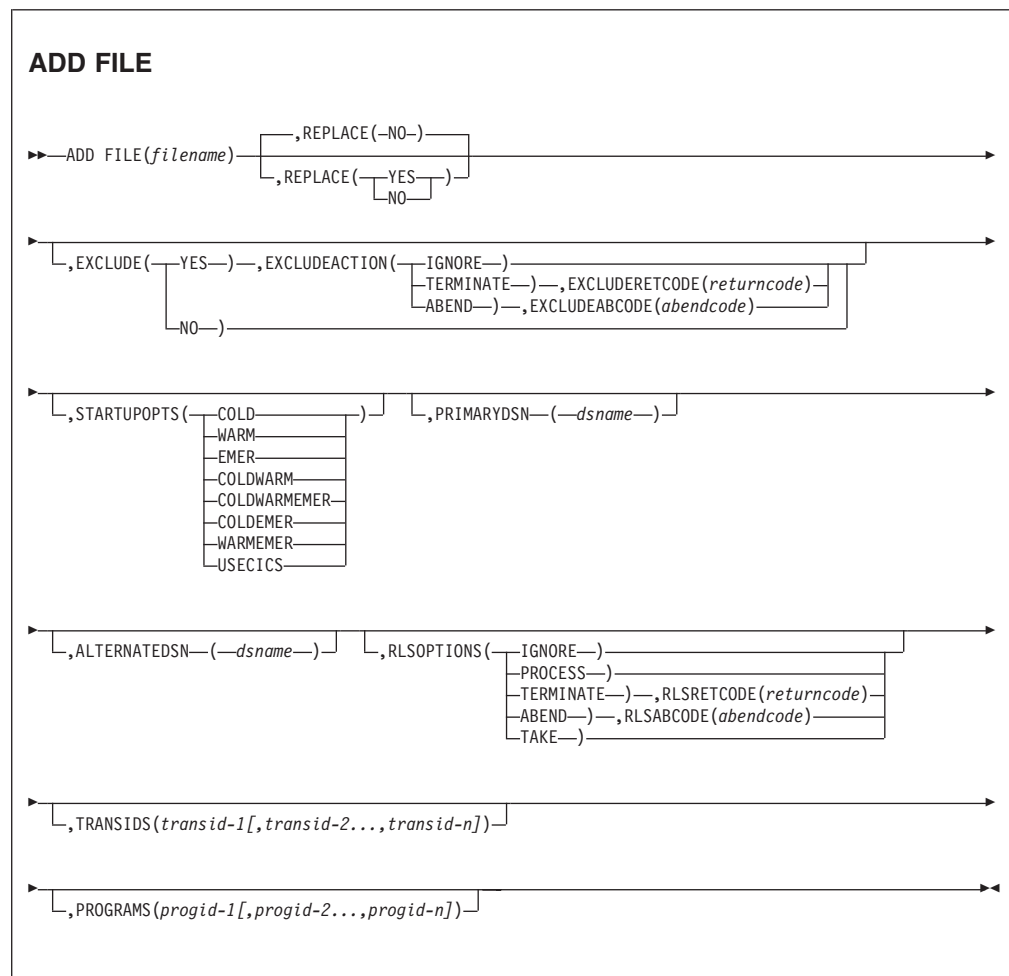 ADD FILE
,REPLACE(NO)
ADD FILE(filename)
,REPLACE( YES )
NO
,EXCLUDE( YES ) ,EXCLUDEACTION( IGNORE )
TERMINATE ) ,EXCLUDERETCODE(returncode)
ABEND ) ,EXCLUDEABCODE(abendcode)
NO )
,STARTUPOPTS( COLD ) ,PRIMARYDSN ( dsname )
WARM
EMER
COLDWARM
COLDWARMEMER
COLDEMER
WARMEMER
USECICS
,ALTERNATEDSN ( dsname ) ,RLSOPTIONS( IGNORE )
PROCESS )
TERMINATE ) ,RLSRETCODE(returncode)
ABEND ) ,RLSABCODE(abendcode)
TAKE )
,TRANSIDS(transid-1[,transid-2...,transid-n])
,PROGRAMS(progid-1[,progid-2...,progid-n])